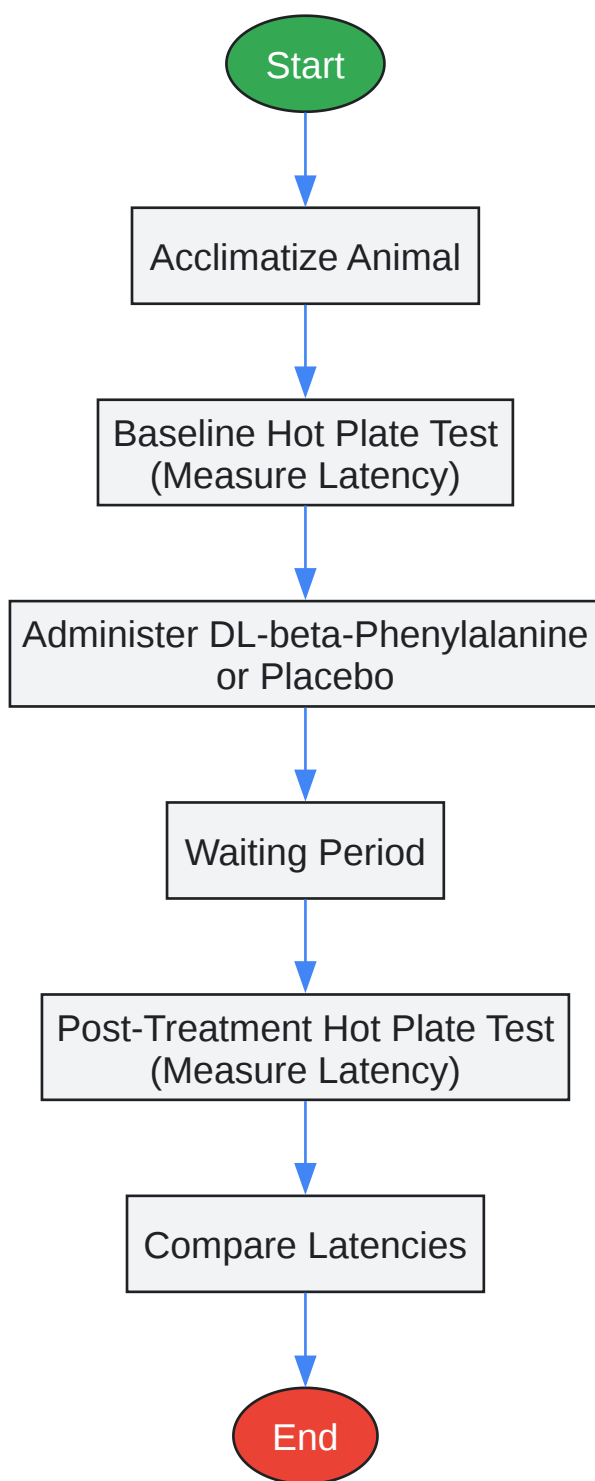 Start
Acclimatize Animal
Baseline Hot Plate Test
(Measure Latency)
Administer DL-beta-Phenylalanine
or Placebo
Waiting Period
Post-Treatment Hot Plate Test
(Measure Latency)
Compare Latencies
End